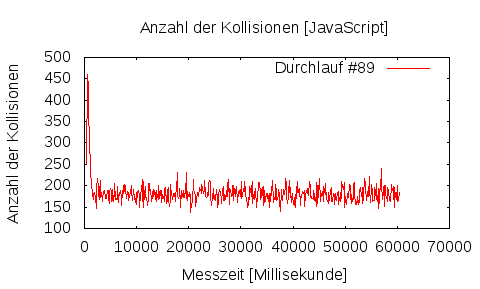 Anzahl der Kollisionen [JavaScript]
Durchlauf #89
Anzahl der Kollisionen
500
450
400
350
300
250
200
150
100
0 10000 20000 30000 40000 50000 60000 70000
Messzeit [Millisekunde]